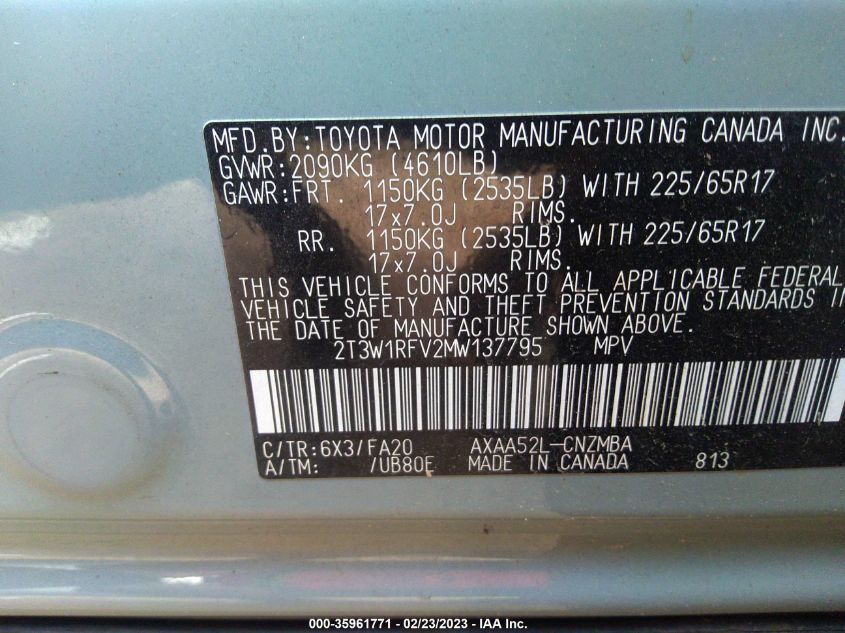 MFD.BY:TOYOTA MOTOR MANUFACTURING CANADA INC.
GVWR:2090KG (4610LB)
GAWR:FRT. 1150KG (2535LB) WITH 225/65R17
17x7.0J RIMS.
RR. 1150KG (2535LB) WITH 225/65R17
17x7.0J RIMS.
THIS VEHICLE CONFORMS TO ALL APPLICABLE FEDERAL
VEHICLE SAFETY AND THEFT PREVENTION STANDARDS
THE DATE OF MANUFACTURE SHOWN ABOVE.
2T3W1RFV2MW137795 MPV
C/TR:6X3/FA20 AXAA52L-CNZMBA
A/TM: /UB80E MADE IN CANADA 813
000-35961771 - 02/23/2023 - IAA Inc.